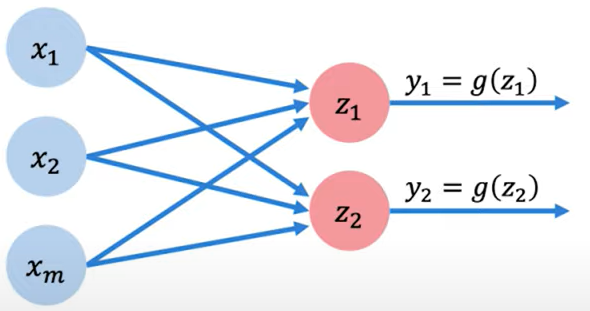 x₁
x₂
xₘ
z₁
y₁ = g(z₁)
z₂
y₂ = g(z₂)